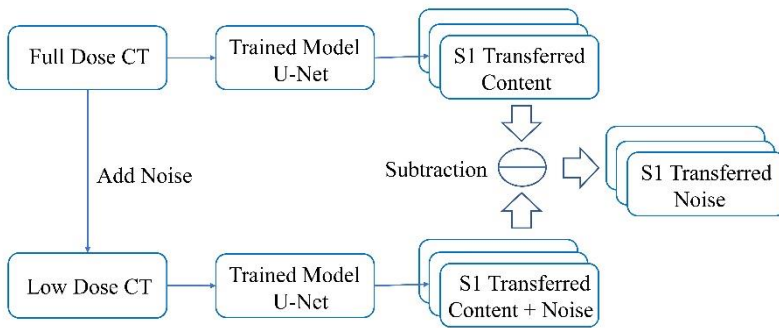 Full Dose CT
Trained Model
U-Net
S1 Transferred
Content
Subtraction
S1 Transferred
Noise
Add Noise
Low Dose CT
Trained Model
U-Net
S1 Transferred
Content + Noise